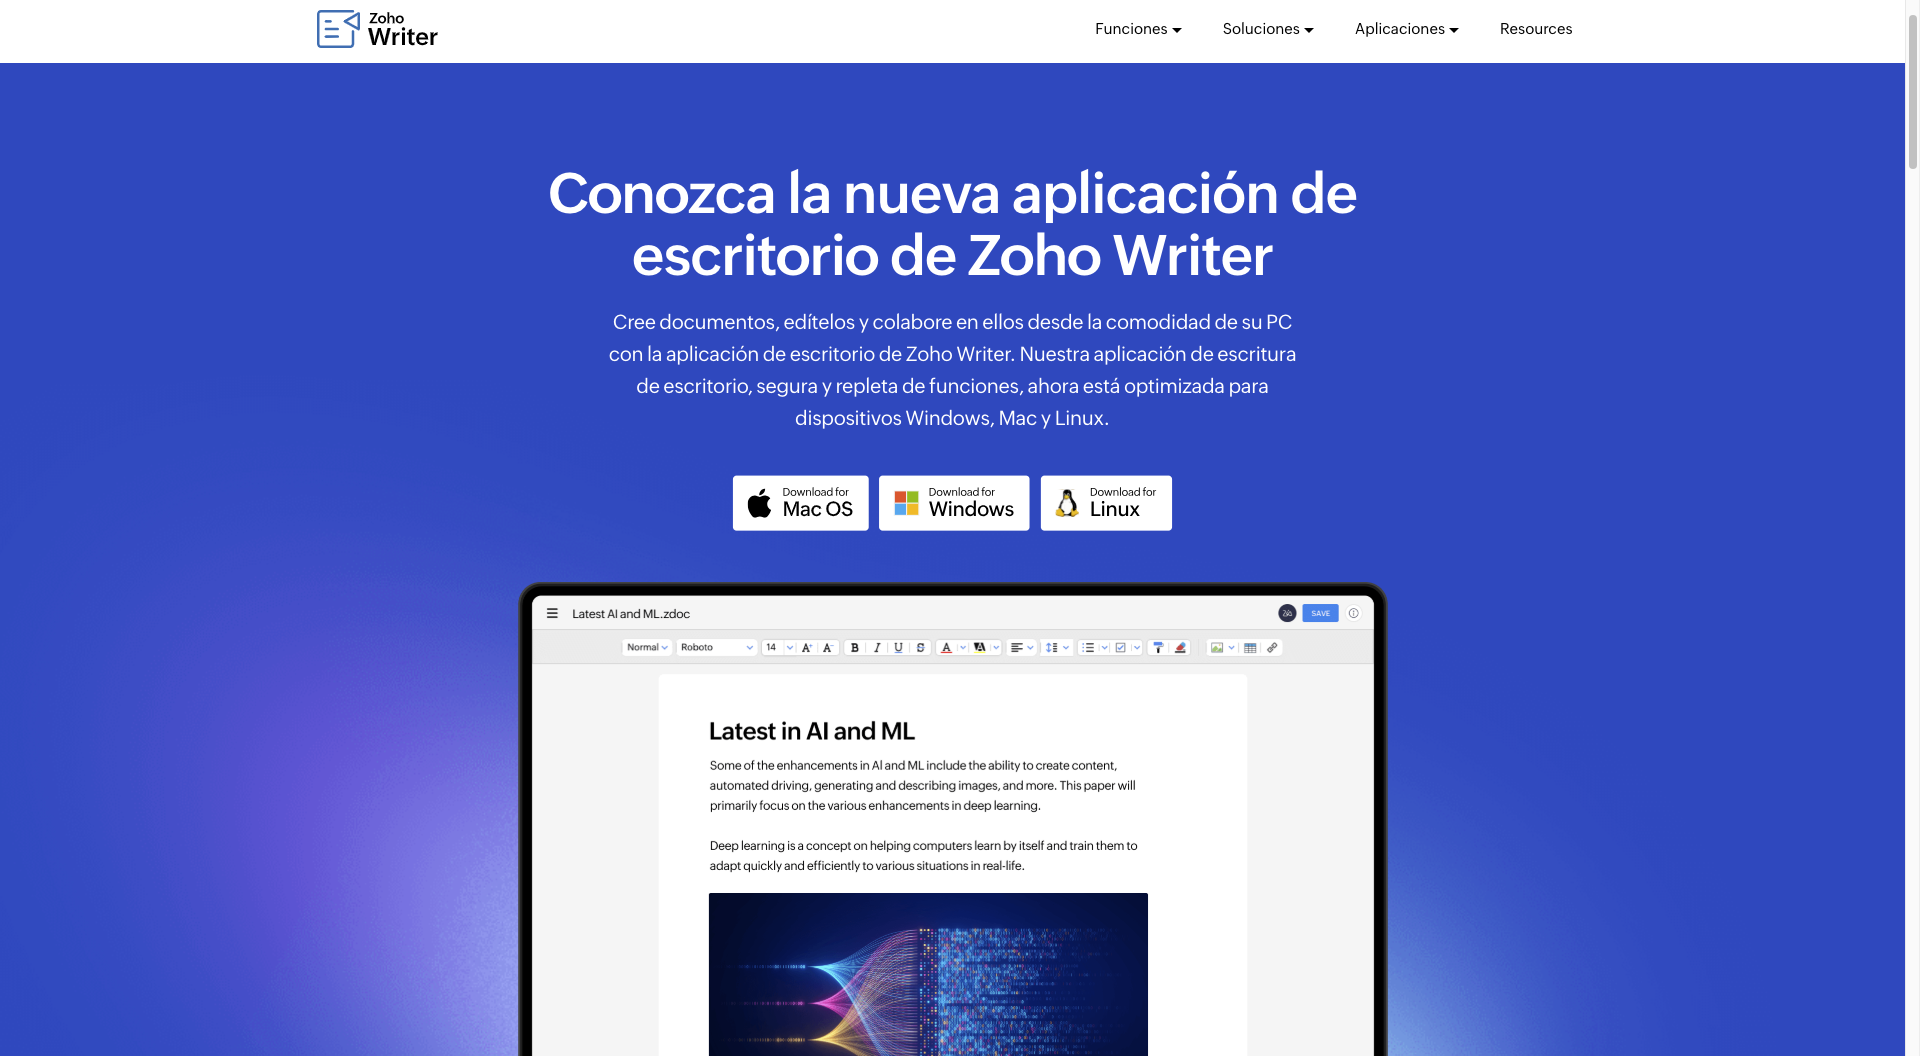 Zoho
Writer
Funciones
Soluciones
Aplicaciones
Resources
Conozca la nueva aplicación de
escritorio de Zoho Writer
Cree documentos, edítelos y colabore en ellos desde la comodidad de su PC
con la aplicación de escritorio de Zoho Writer. Nuestra aplicación de escritura
de escritorio, segura y repleta de funciones, ahora está optimizada para
dispositivos Windows, Mac y Linux.
Download for
Mac OS
Download for
Windows
Download for
Linux
Latest AI and ML.zdoc
SAVE
Normal
Roboto
14
Latest in AI and ML
Some of the enhancements in AI and ML include the ability to create content,
automated driving, generating and describing images, and more. This paper will
primarily focus on the various enhancements in deep learning.
Deep learning is a concept on helping computers learn by itself and train them to
adapt quickly and efficiently to various situations in real-life.